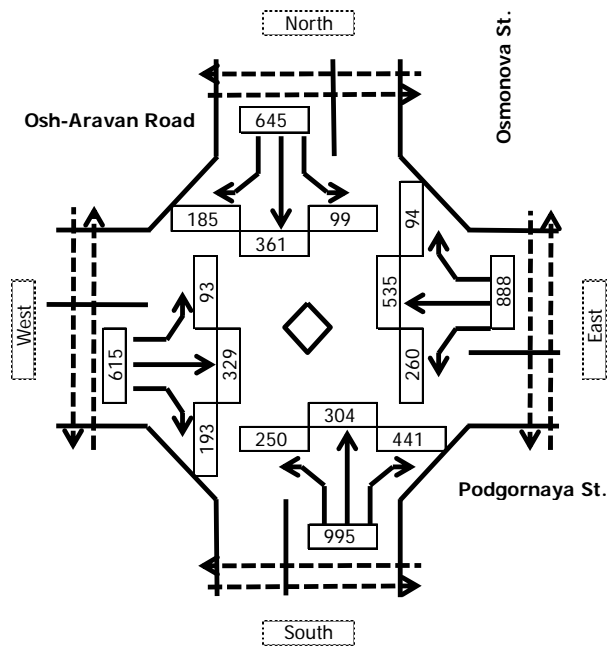 North
Osmonova St.
Osh-Aravan Road
645
185
99
361
94
93
535
888
West
East
615
329
260
304
193
250
441
Podgornaya St.
995
South